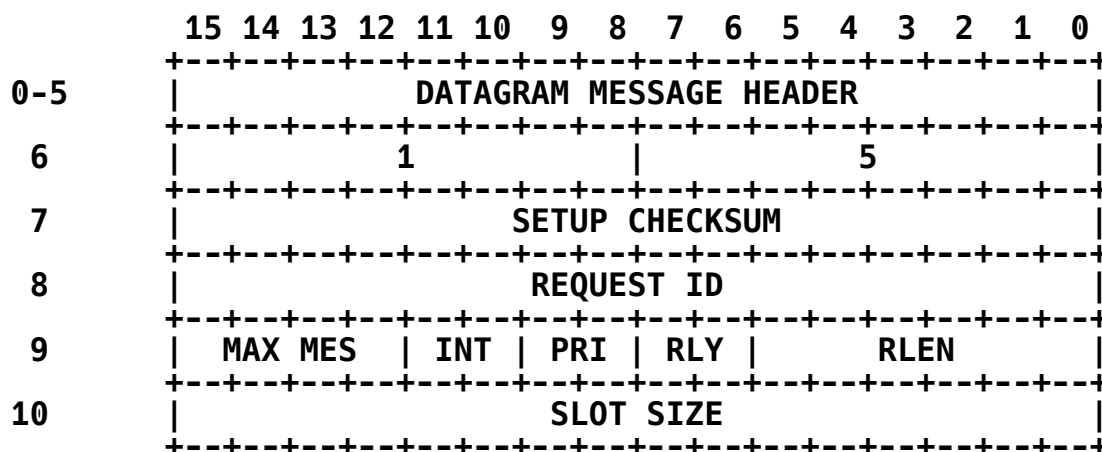 15 14 13 12 11 10 9 8 7 6 5 4 3 2 1 0
+--+--+--+--+--+--+--+--+--+--+--+--+--+--+--+--+
0-5 | DATAGRAM MESSAGE HEADER |
+--+--+--+--+--+--+--+--+--+--+--+--+--+--+--+--+
6 | 1 | 5 |
+--+--+--+--+--+--+--+--+--+--+--+--+--+--+--+--+
7 | SETUP CHECKSUM |
+--+--+--+--+--+--+--+--+--+--+--+--+--+--+--+--+
8 | REQUEST ID |
+--+--+--+--+--+--+--+--+--+--+--+--+--+--+--+--+
9 | MAX MES | INT | PRI | RLY | RLEN |
+--+--+--+--+--+--+--+--+--+--+--+--+--+--+--+--+
10 | SLOT SIZE |
+--+--+--+--+--+--+--+--+--+--+--+--+--+--+--+--+